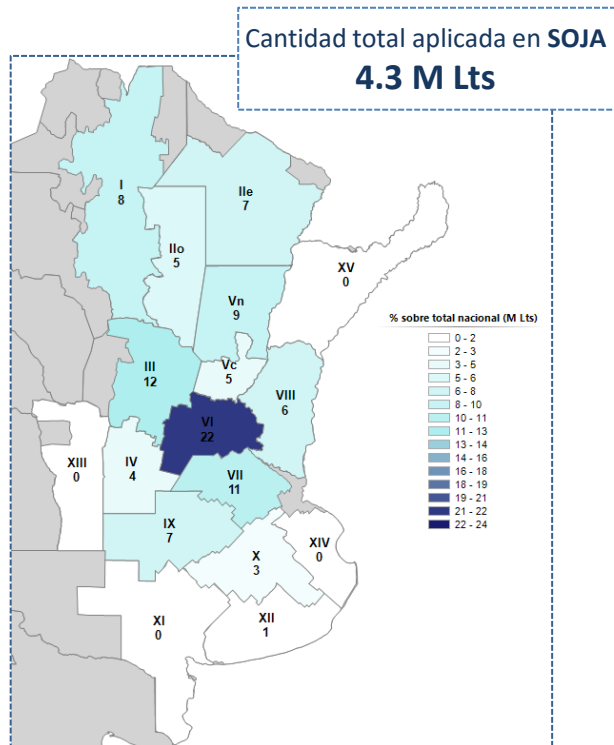 Cantidad total aplicada en SOJA
4.3 M Lts
I
8
IIe
7
IIo
5
XV
0
Vn
9
% sobre total nacional (M Lts)
0 - 2
2 - 3
3 - 5
5 - 6
6 - 8
8 - 10
10 - 11
11 - 13
13 - 14
14 - 16
16 - 18
18 - 19
19 - 21
21 - 22
22 - 24
III
12
Vc
5
VIII
6
VI
22
XIII
0
IV
4
VII
11
IX
7
XIV
0
X
3
XI
0
XII
1